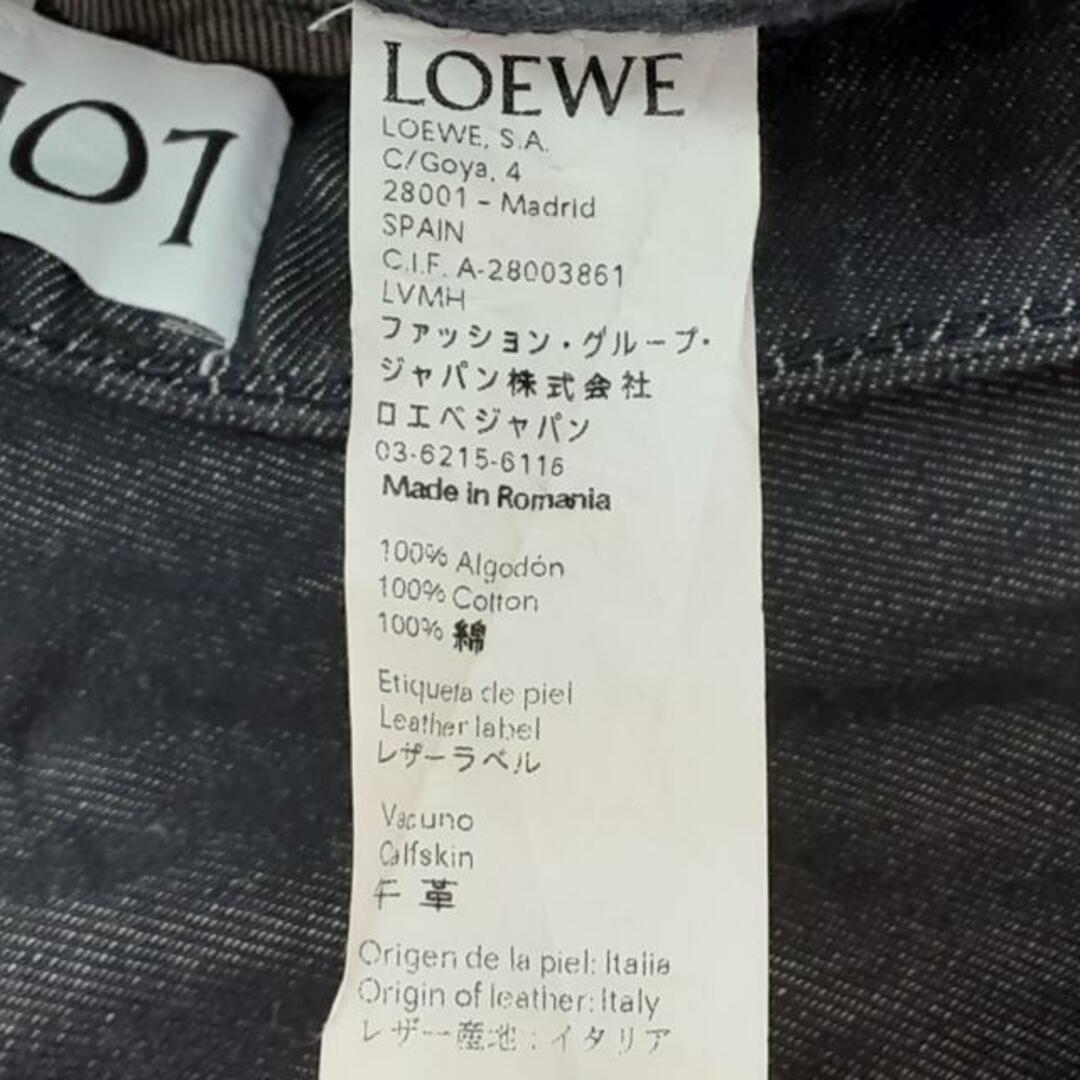 LOEWE
LOEWE, S.A.
C/Goya, 4
28001 - Madrid
SPAIN
C.I.F. A-28003861
LVMH
ファッション・グループ・
ジャパン株式会社
ロエベジャパン
03-6215-6116
Made in Romania
100% Algodón
100% Cotton
100% 綿
Etiqueta de piel
Leather label
レザーラベル
Vacuno
Calfskin
牛革
Origen de la piel: Italia
Origin of leather: Italy
レザー産地：イタリア